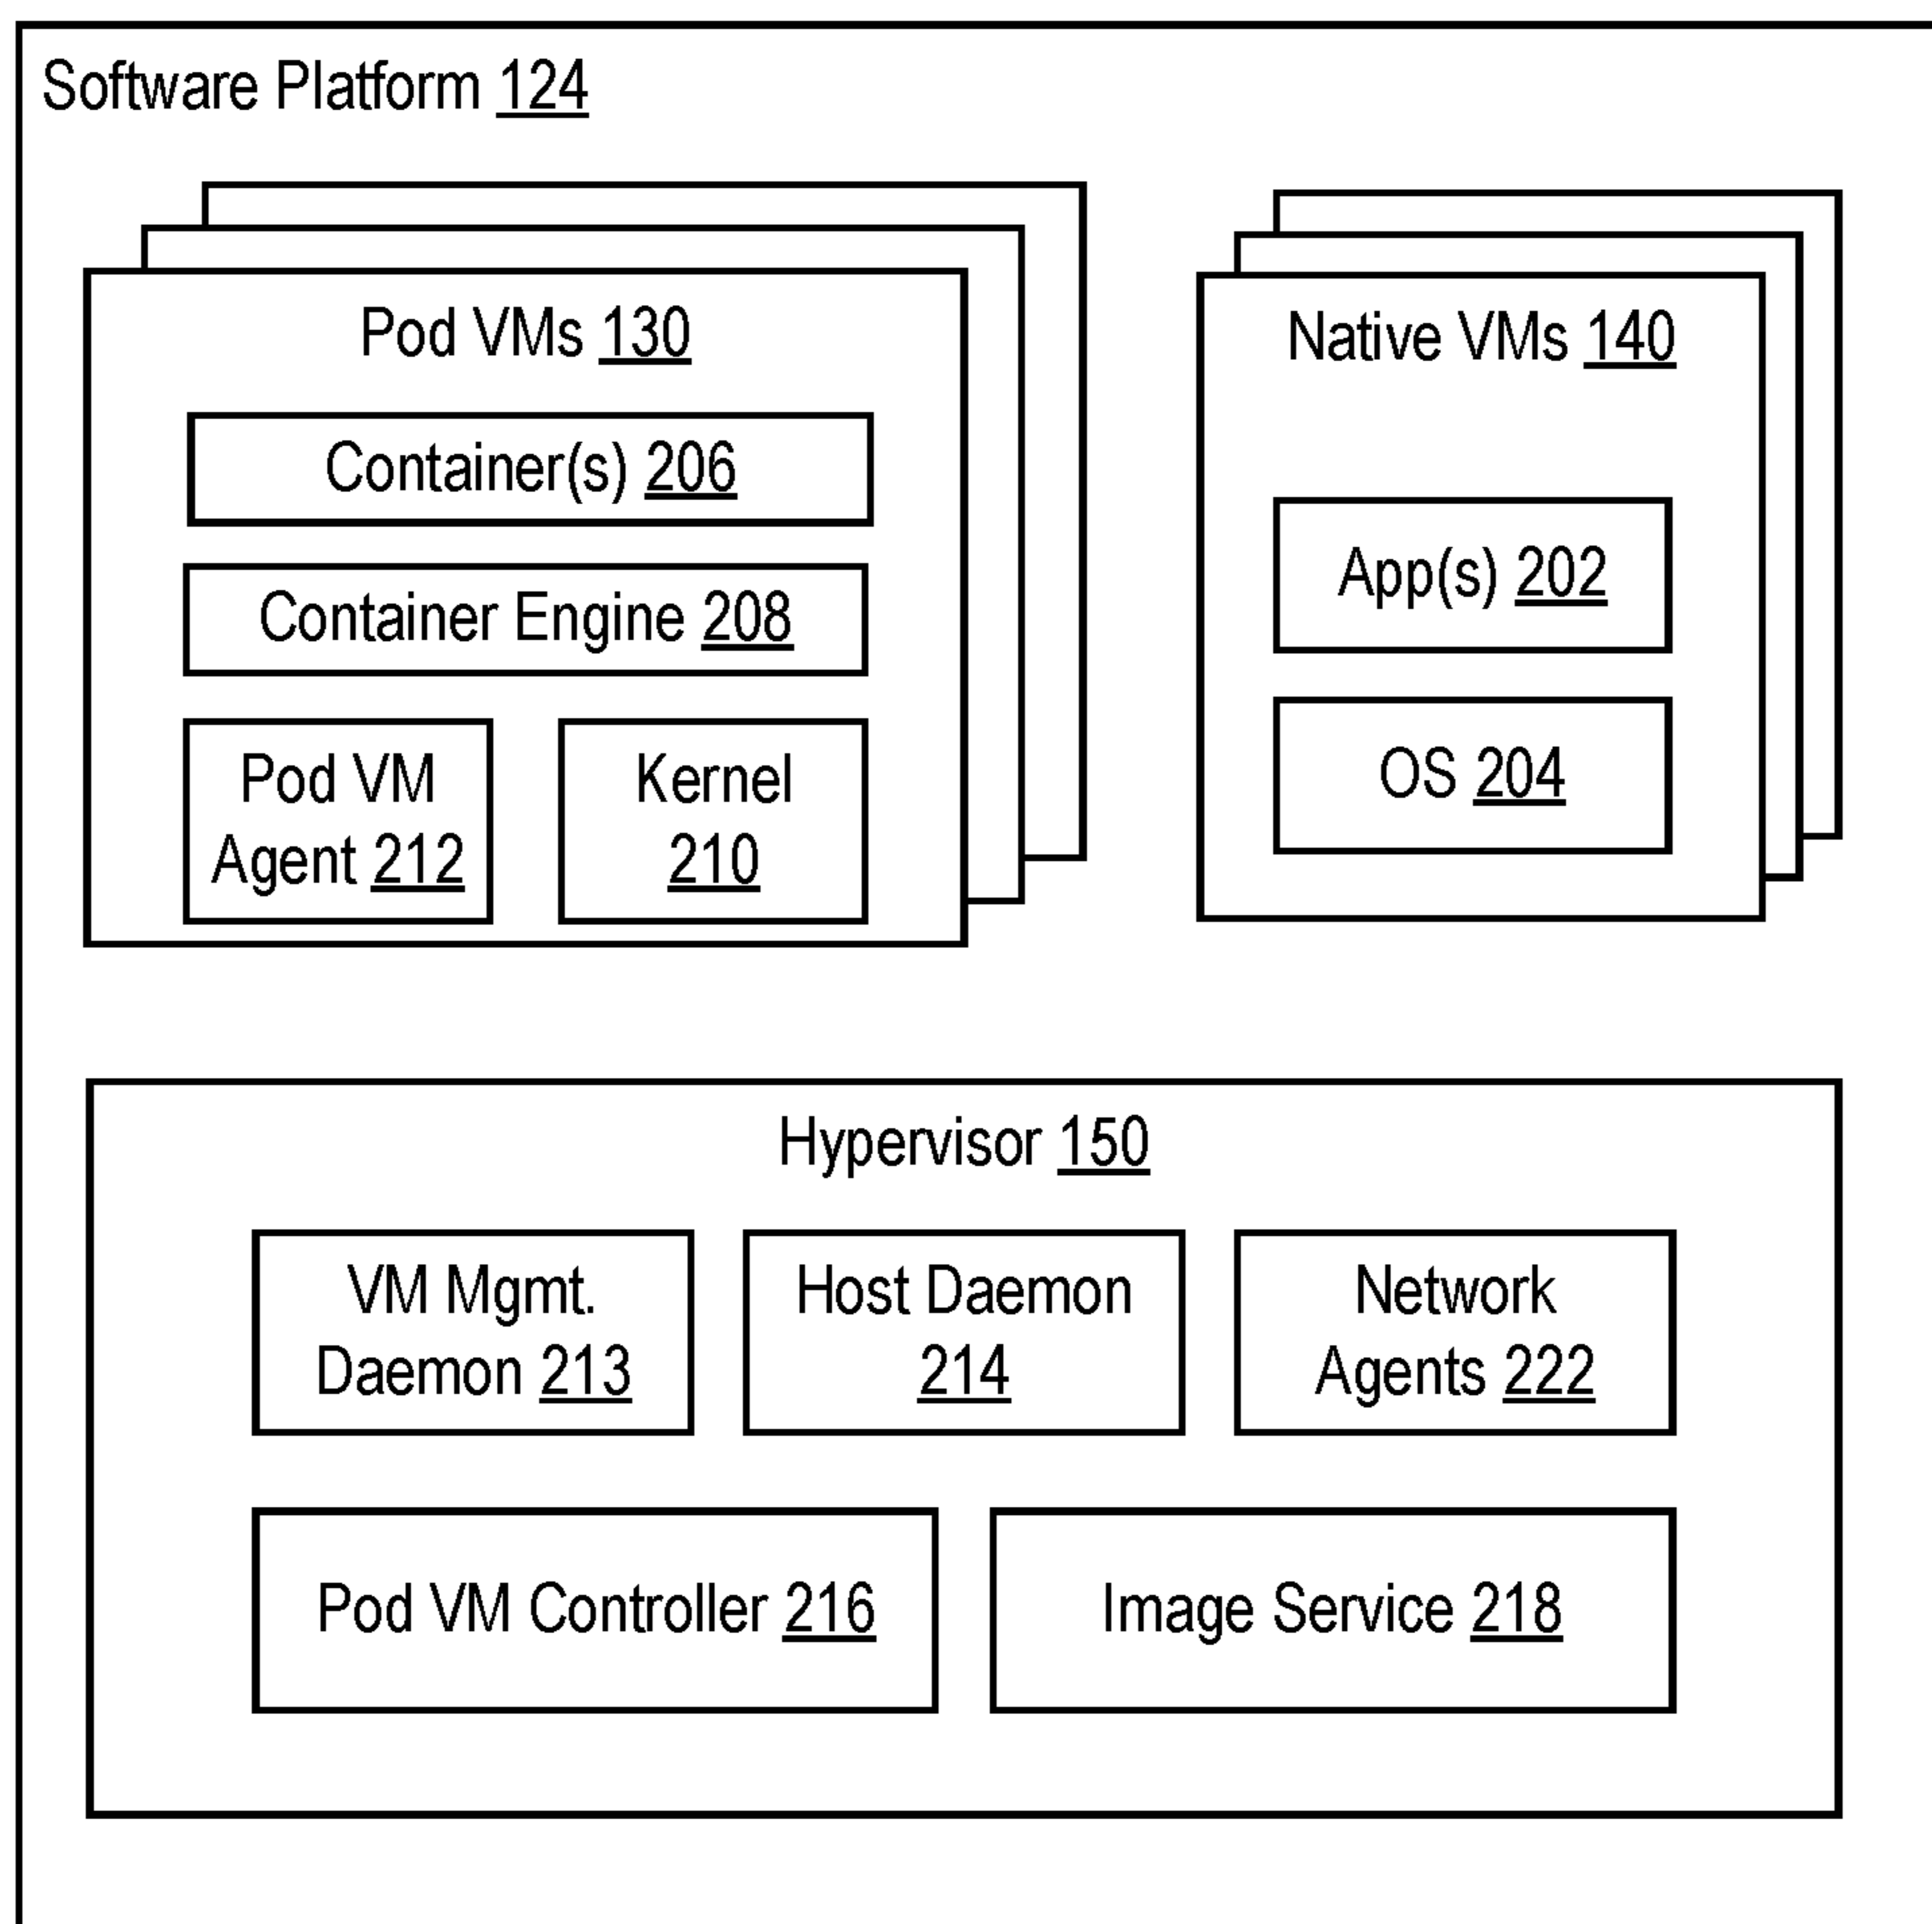 Software Platform 124
Pod VMs 130
Container(s) 206
Container Engine 208
Pod VM
Agent 212
Kernel
210
Native VMs 140
App(s) 202
OS 204
Hypervisor 150
VM Mgmt.
Daemon 213
Host Daemon
214
Network
Agents 222
Pod VM Controller 216
Image Service 218